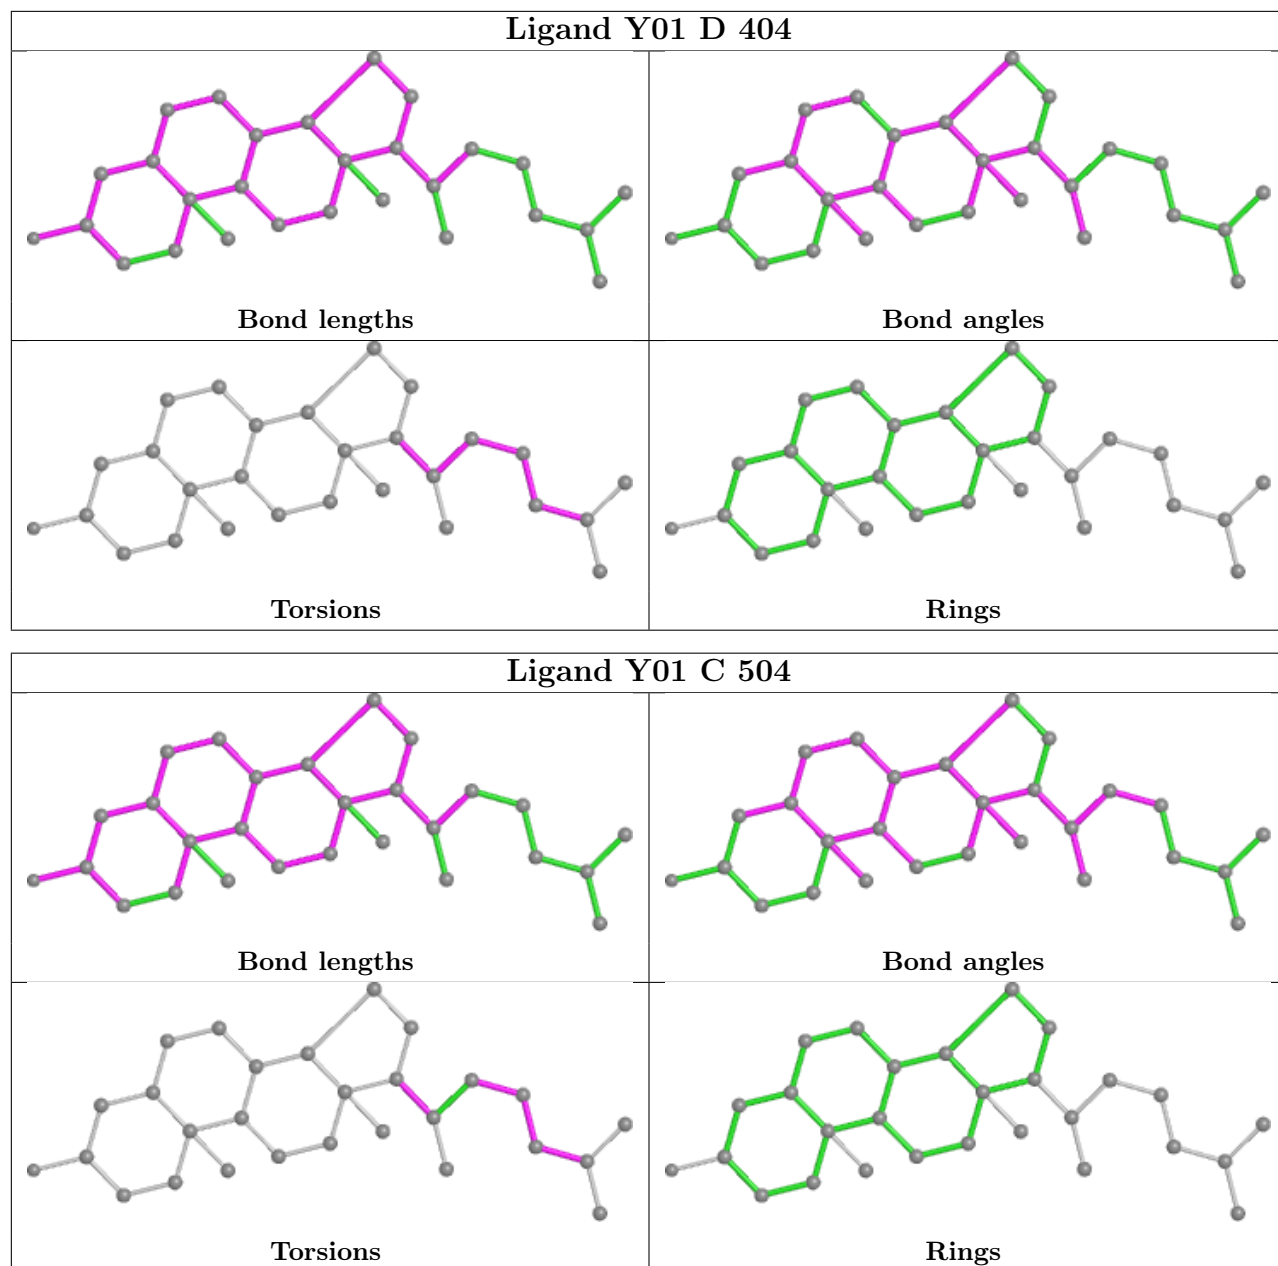 Ligand Y01 D 404
Bond lengths
Bond angles
Torsions
Rings
Ligand Y01 C 504
Bond lengths
Bond angles
Torsions
Rings